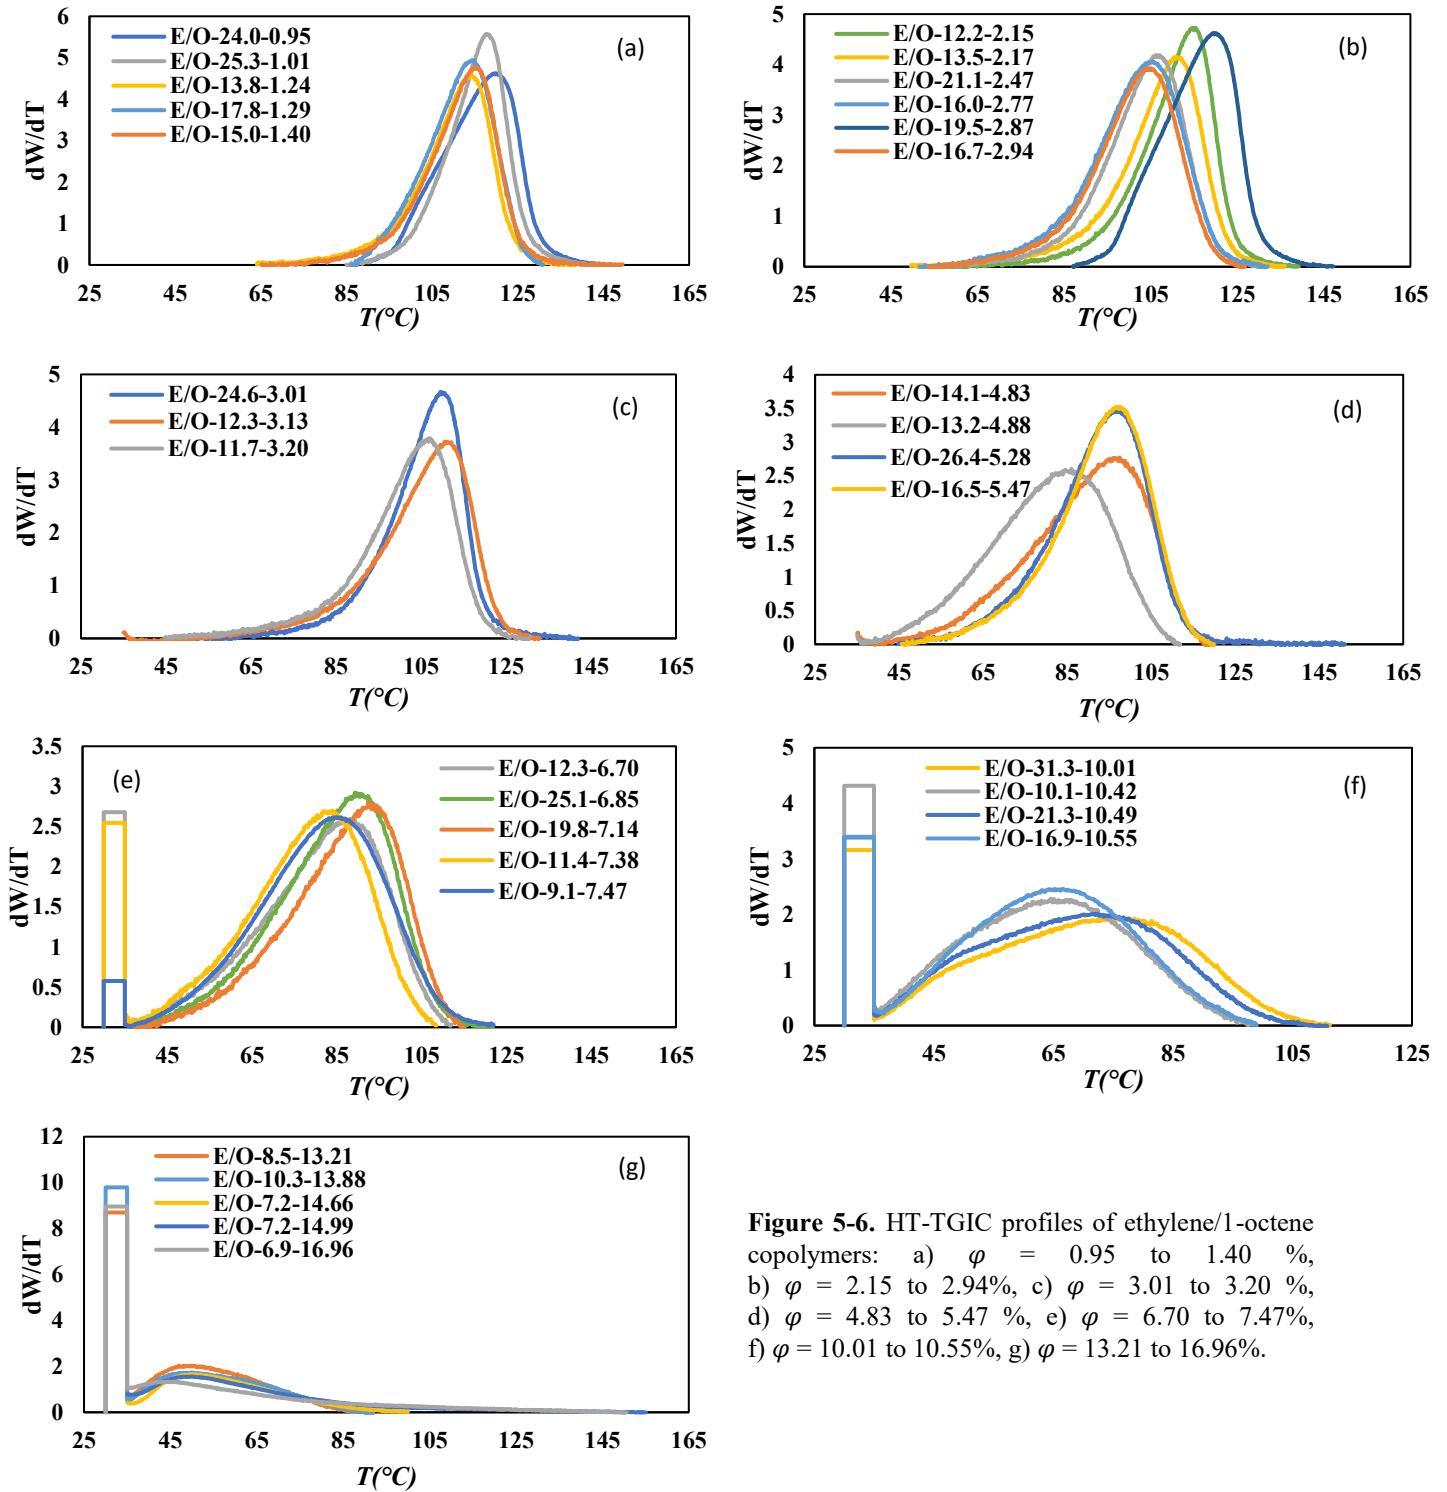 6
5
4
3
2
1
0
dW/dT
E/O-24.0-0.95
E/O-25.3-1.01
E/O-13.8-1.24
E/O-17.8-1.29
E/O-15.0-1.40
(a)
25 45 65 85 105 125 145 165
T(°C)
5
4
3
2
1
0
dW/dT
E/O-12.2-2.15
E/O-13.5-2.17
E/O-21.1-2.47
E/O-16.0-2.77
E/O-19.5-2.87
E/O-16.7-2.94
(b)
25 45 65 85 105 125 145 165
T(°C)
5
4
3
2
1
0
dW/dT
E/O-24.6-3.01
E/O-12.3-3.13
E/O-11.7-3.20
(c)
25 45 65 85 105 125 145 165
T(°C)
4
3.5
3
2.5
2
1.5
1
0.5
0
dW/dT
E/O-14.1-4.83
E/O-13.2-4.88
E/O-26.4-5.28
E/O-16.5-5.47
(d)
25 45 65 85 105 125 145 165
T(°C)
3.5
3
2.5
2
1.5
1
0.5
0
dW/dT
(e)
E/O-12.3-6.70
E/O-25.1-6.85
E/O-19.8-7.14
E/O-11.4-7.38
E/O-9.1-7.47
25 45 65 85 105 125 145 165
T(°C)
5
4
3
2
1
0
dW/dT
E/O-31.3-10.01
E/O-10.1-10.42
E/O-21.3-10.49
E/O-16.9-10.55
(f)
25 45 65 85 105 125
T(°C)
12
10
8
6
4
2
0
dW/dT
E/O-8.5-13.21
E/O-10.3-13.88
E/O-7.2-14.66
E/O-7.2-14.99
E/O-6.9-16.96
(g)
25 45 65 85 105 125 145 165
T(°C)
Figure 5-6. HT-TGIC profiles of ethylene/1-octene
copolymers: a) φ = 0.95 to 1.40 %,
b) φ = 2.15 to 2.94%, c) φ = 3.01 to 3.20 %,
d) φ = 4.83 to 5.47 %, e) φ = 6.70 to 7.47%,
f) φ = 10.01 to 10.55%, g) φ = 13.21 to 16.96%.